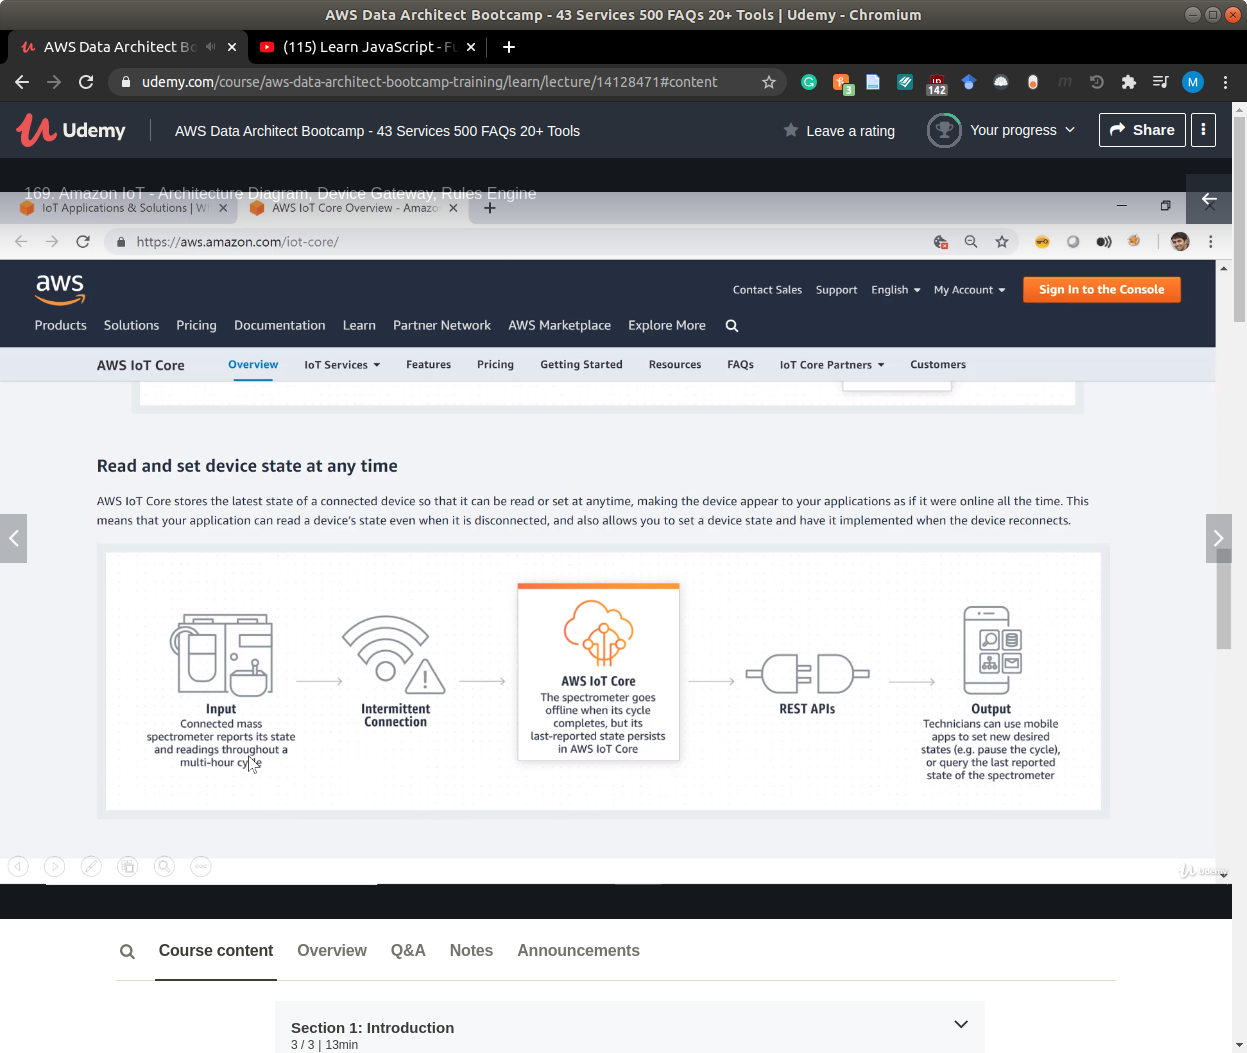 AWS Data Architect Bootcamp - 43 Services 500 FAQs 20+ Tools | Udemy - Chromium
AWS Data Architect Bo
(115) Learn JavaScript - Fu
udemy.com/course/aws-data-architect-bootcamp-training/learn/lecture/14128471#content
3
142
M
Udemy
AWS Data Architect Bootcamp - 43 Services 500 FAQs 20+ Tools
Leave a rating
Your progress
Share
169. Amazon IoT - Architecture Diagram, Device Gateway, Rules Engine
IoT Applications & Solutions | W
AWS IoT Core Overview - Amazo
https://aws.amazon.com/iot-core/
aws
Contact Sales
Support
English
My Account
Sign In to the Console
Products
Solutions
Pricing
Documentation
Learn
Partner Network
AWS Marketplace
Explore More
AWS IoT Core
Overview
IoT Services
Features
Pricing
Getting Started
Resources
FAQs
IoT Core Partners
Customers
Read and set device state at any time
AWS IoT Core stores the latest state of a connected device so that it can be read or set at anytime, making the device appear to your applications as if it were online all the time. This
means that your application can read a device's state even when it is disconnected, and also allows you to set a device state and have it implemented when the device reconnects.
Input
Connected mass
spectrometer reports its state
and readings throughout a
multi-hour cycle
Intermittent
Connection
AWS IoT Core
The spectrometer goes
offline when its cycle
completes, but its
last-reported state persists
in AWS IoT Core
REST APIs
Output
Technicians can use mobile
apps to set new desired
states (e.g. pause the cycle),
or query the last reported
state of the spectrometer
Udemy
Course content
Overview
Q&A
Notes
Announcements
Section 1: Introduction
3 / 3 | 13min